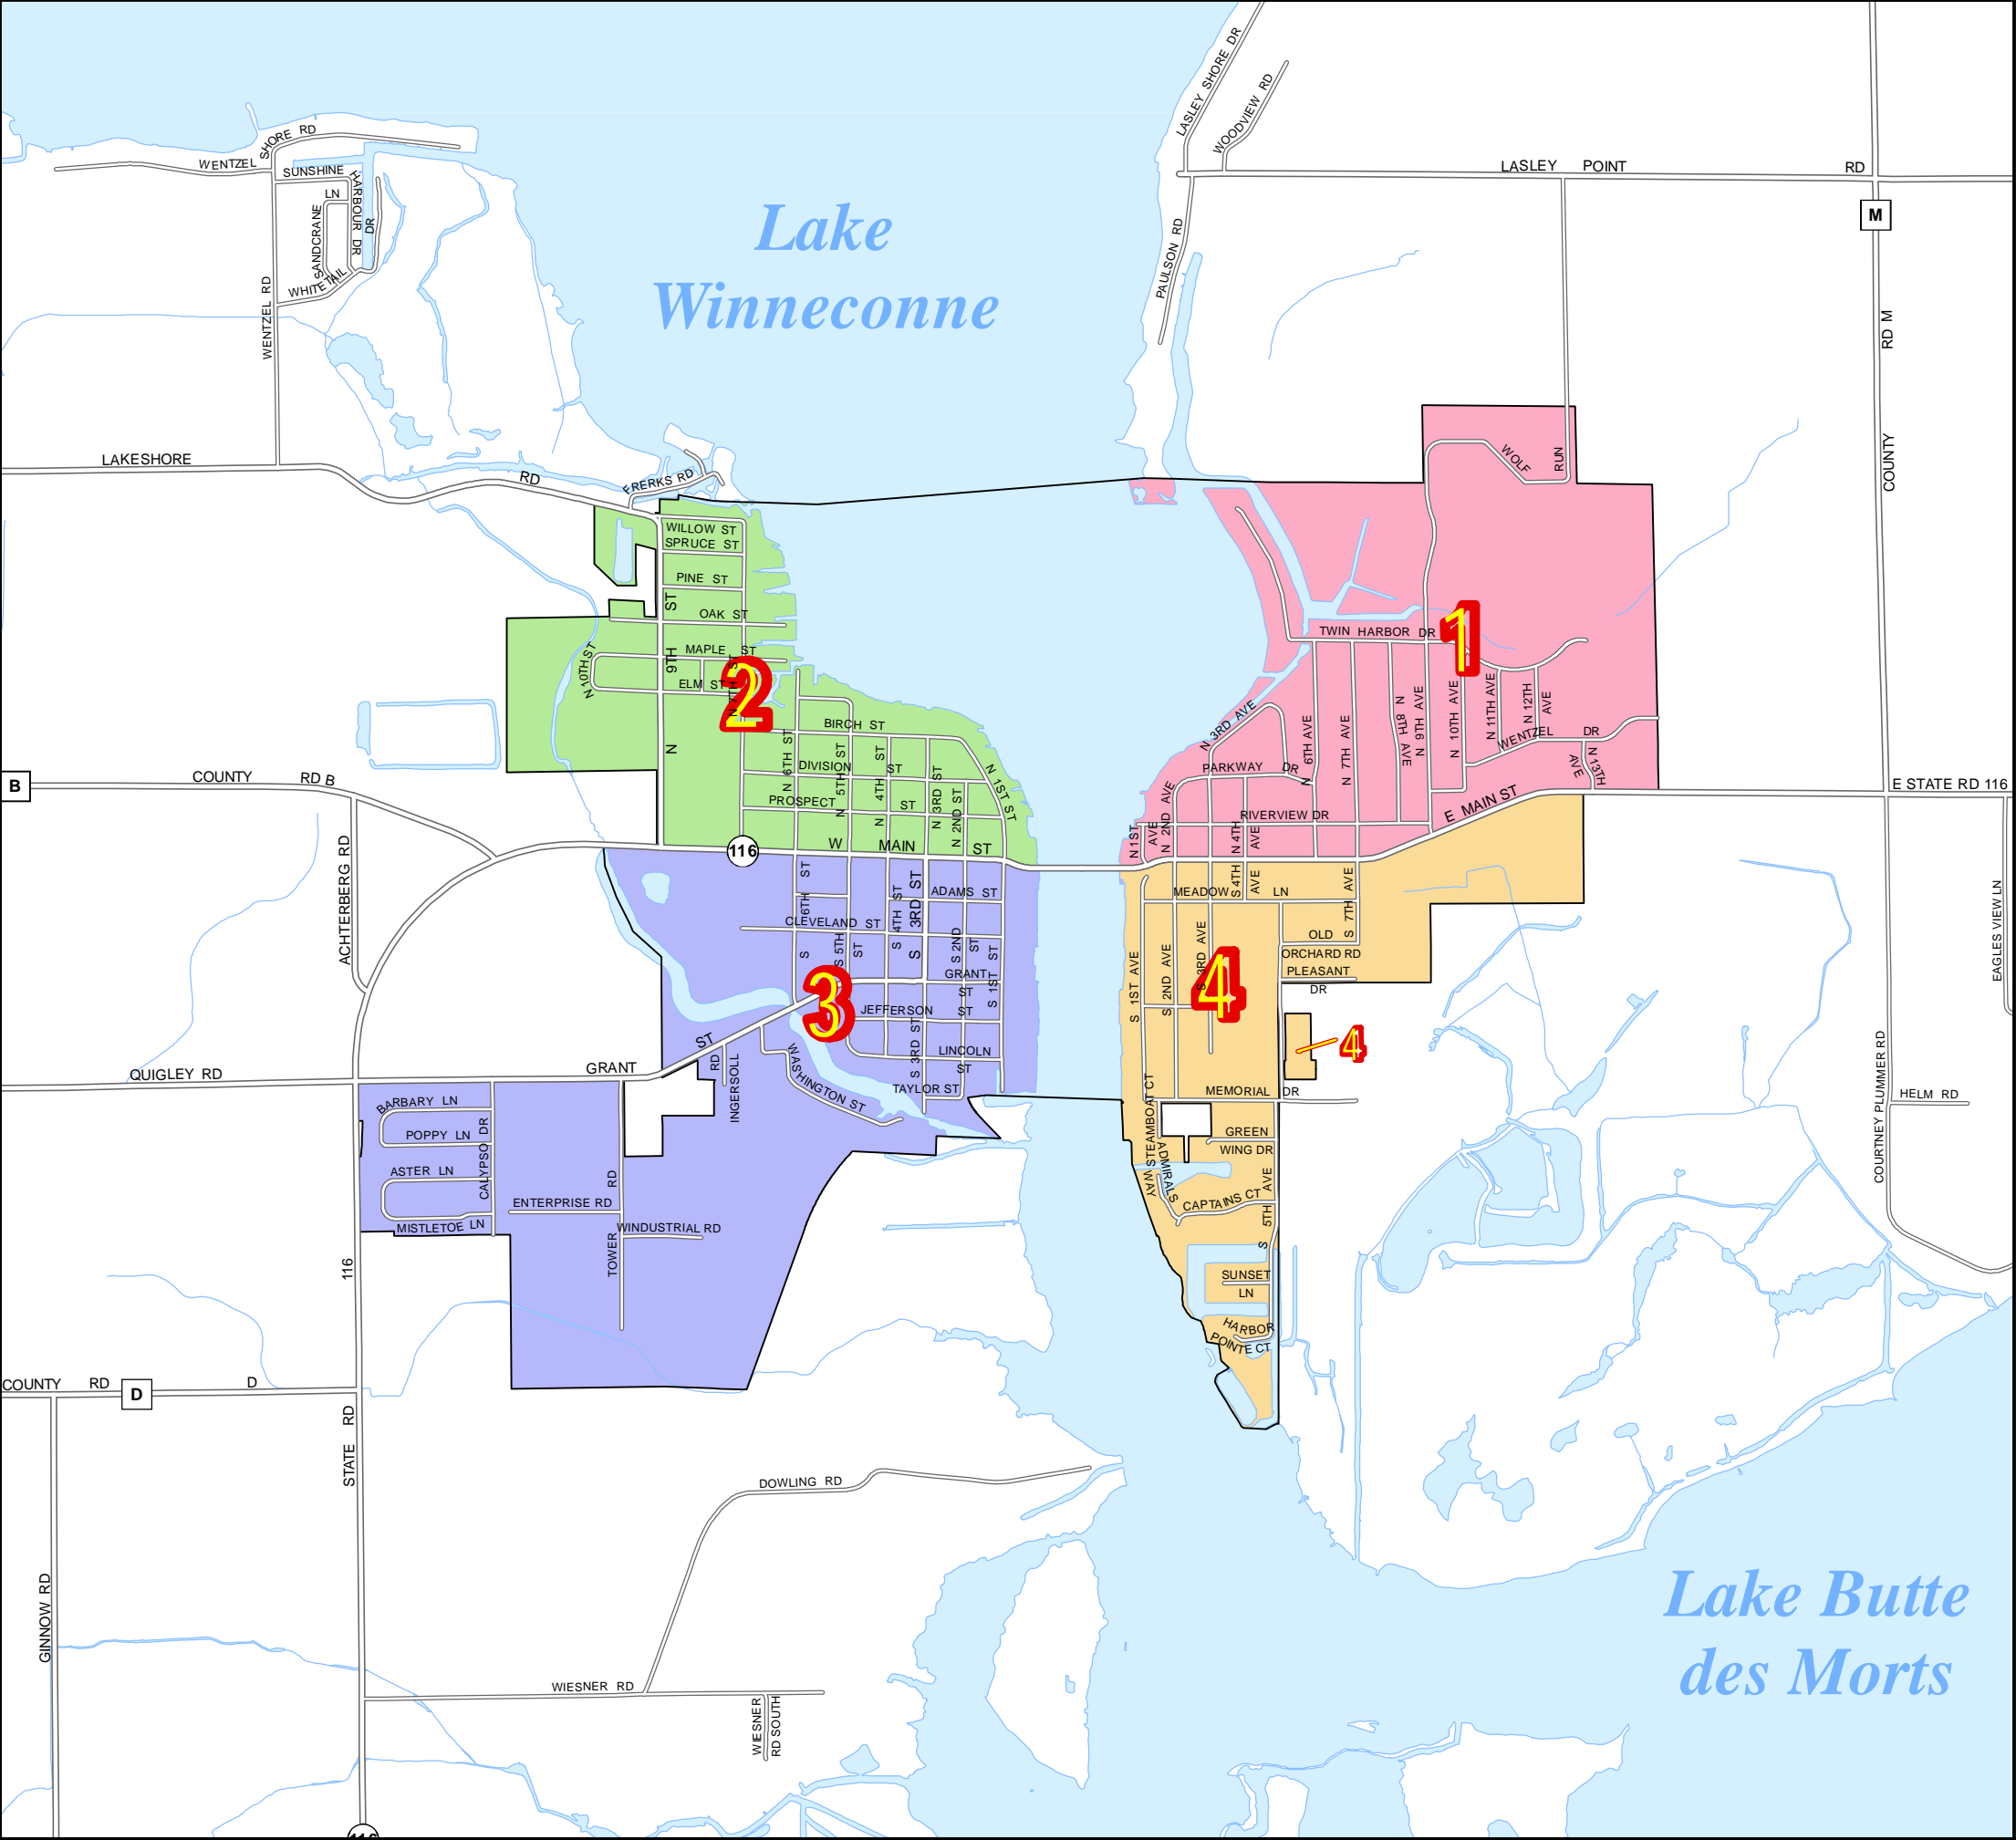 LASLEY SHORE DR
WOODVIEW RD
SHORE RD
WENTZEL
SUNSHINE
LN
HARBOUR DR
DR
SANDCRANE
WHITETAIL
WENTZEL RD
LASLEY POINT RD
M
PAULSON RD
Lake
Winneconne
RD M
COUNTY
LAKESHORE
RD
FRERKS RD
WOLF
RUN
WILLOW ST
SPRUCE ST
PINE ST
ST
OAK ST
MAPLE ST
9TH
N 10TH ST
ELM ST
N 7TH ST
2
N
TWIN HARBOR DR
1
BIRCH ST
N 3RD AVE
N 6TH AVE
N 7TH AVE
N 8TH AVE
N 9TH AVE
N 10TH AVE
N 11TH AVE
N 12TH
AVE
WENTZEL DR
N 13TH
AVE
DIVISION ST
N 6TH ST
N 5TH ST
N 4TH ST
N 3RD ST
N 2ND ST
N 1ST ST
PROSPECT ST
PARKWAY DR
RIVERVIEW DR
N 1ST
AVE
N 2ND AVE
N 4TH
AVE
E MAIN ST
E STATE RD 116
B
COUNTY RD B
116
W MAIN ST
ACHTERBERG RD
ADAMS ST
CLEVELAND ST
S 6TH ST
S 5TH
ST
S 4TH ST
S 3RD ST
S 2ND
ST
S 1ST ST
GRANT
ST
JEFFERSON ST
3
S 3RD ST
LINCOLN
ST
TAYLOR ST
MEADOW LN
S 4TH
AVE
S 7TH AVE
OLD
ORCHARD RD
PLEASANT
DR
S 1ST AVE
S 2ND AVE
S 3RD AVE
4
4
EAGLES VIEW LN
COURTNEY PLUMMER RD
HELM RD
QUIGLEY RD
GRANT ST
INGERSOLL
RD
WASHINGTON ST
MEMORIAL DR
BARBARY LN
POPPY LN
ASTER LN
MISTLETOE LN
CALYPSO DR
ENTERPRISE RD
WINDUSTRIAL RD
TOWER RD
STEAMBOAT CT
ADMIRALS
WAY
GREEN
WING DR
CAPTAINS CT
S 5TH AVE
SUNSET
LN
HARBOR
POINTE CT
116
COUNTY RD D
D
STATE RD
GINNOW RD
DOWLING RD
WIESNER RD
WIESNER
RD SOUTH
Lake Butte
des Morts
116